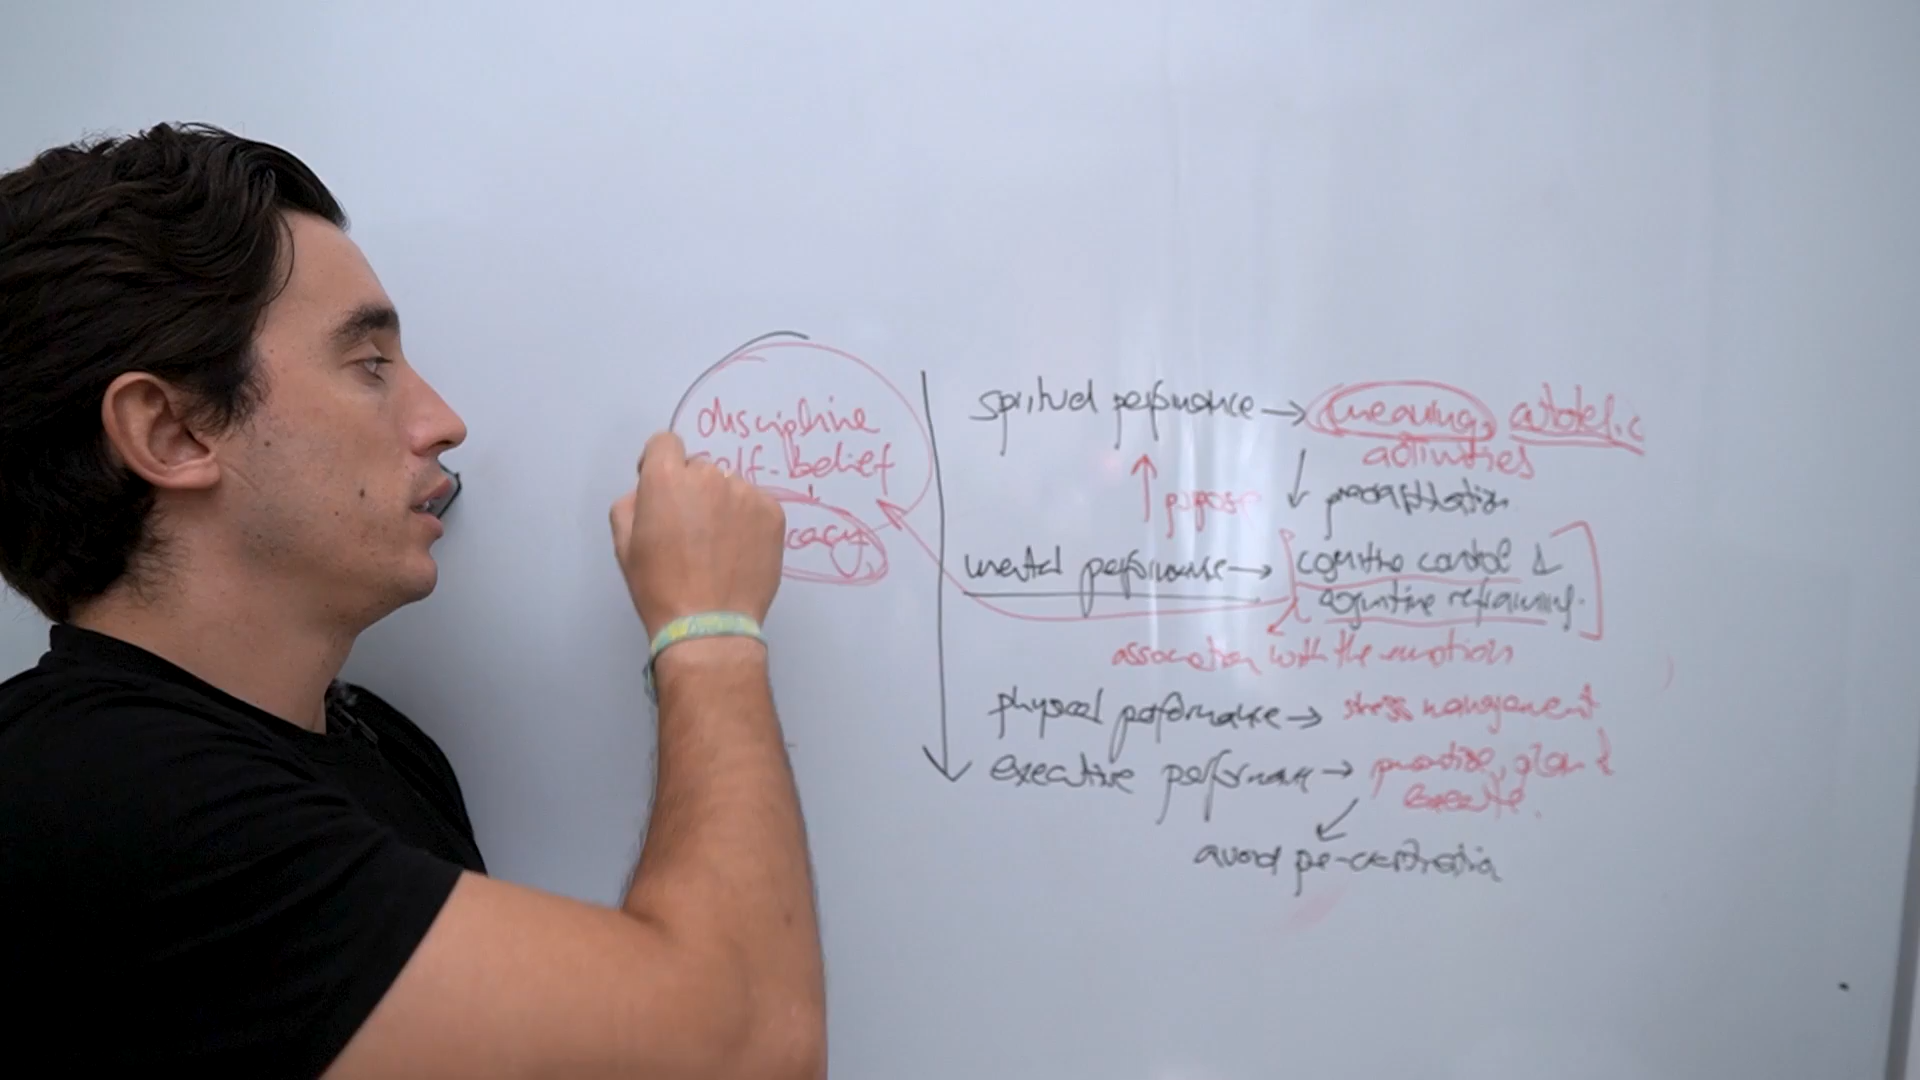 discipline
self-belief
spiritual performance → meaning, autotelic
activities
↑ purpose
↓ procrastination
mental performance → cognitive control &
cognitive reframing.
association with the emotions
physical performance → stress management
executive performance → prioritise, plan &
execute.
avoid